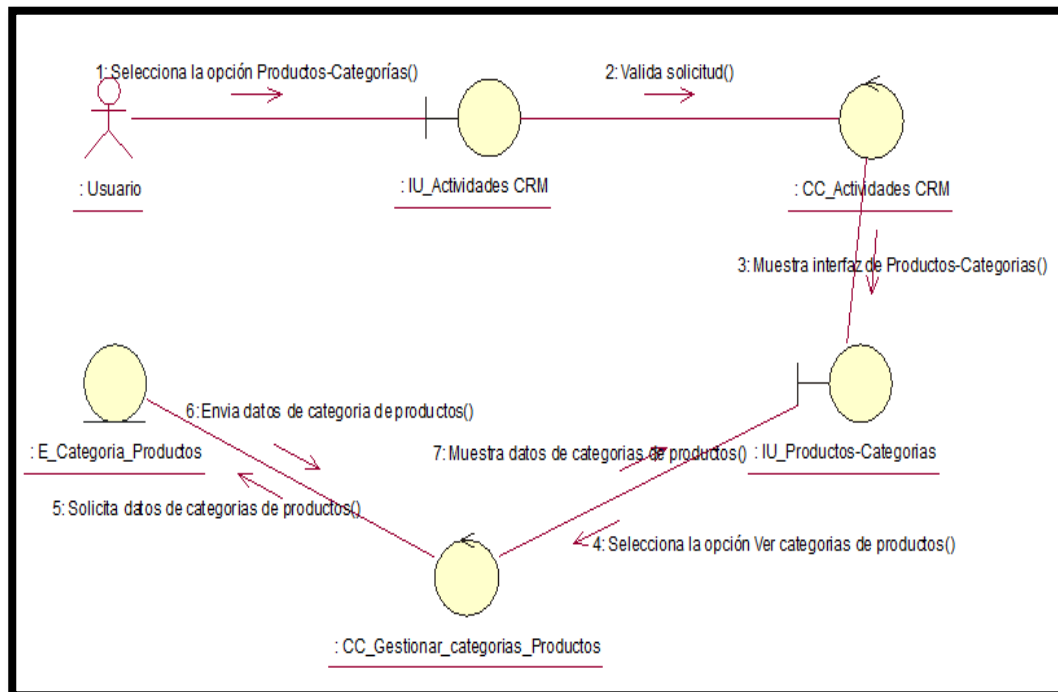 1: Selecciona la opción Productos-Categorías()
2: Valida solicitud()
: Usuario
: IU_Actividades CRM
: CC_Actividades CRM
3: Muestra interfaz de Productos-Categorias()
6: Envia datos de categoria de productos()
: E_Categoria_Productos
7: Muestra datos de categorias de productos()
: IU_Productos-Categorias
5: Solicita datos de categorias de productos()
4: Selecciona la opción Ver categorias de productos()
: CC_Gestionar_categorias_Productos